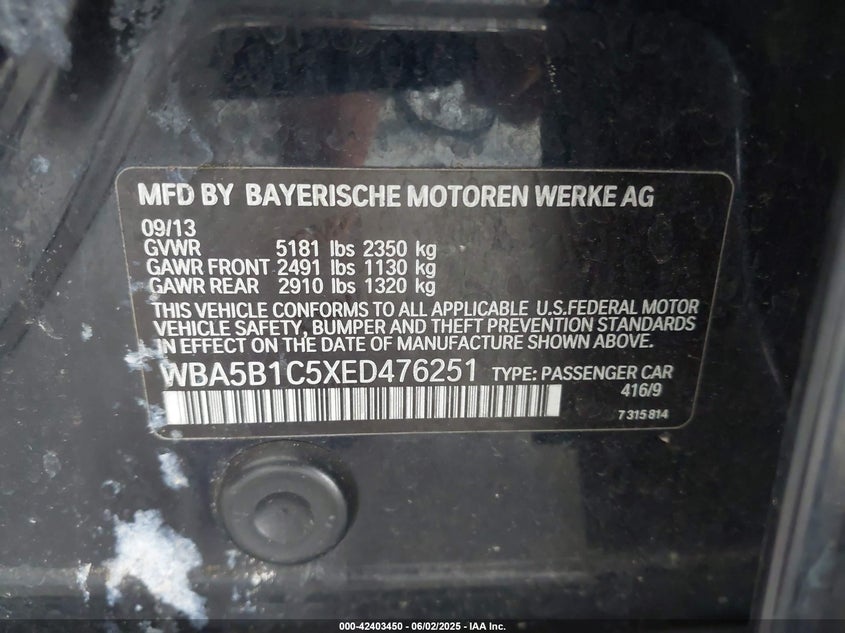 MFD BY BAYERISCHE MOTOREN WERKE AG
09/13
GVWR 5181 lbs 2350 kg
GAWR FRONT 2491 lbs 1130 kg
GAWR REAR 2910 lbs 1320 kg
THIS VEHICLE CONFORMS TO ALL APPLICABLE U.S.FEDERAL MOTOR
VEHICLE SAFETY, BUMPER AND THEFT PREVENTION STANDARDS
IN EFFECT ON THE DATE OF MANUFACTURE SHOWN ABOVE.
WBA5B1C5XED476251 TYPE: PASSENGER CAR
416/9
7 315 814
000-42403450 - 06/02/2025 - IAA Inc.